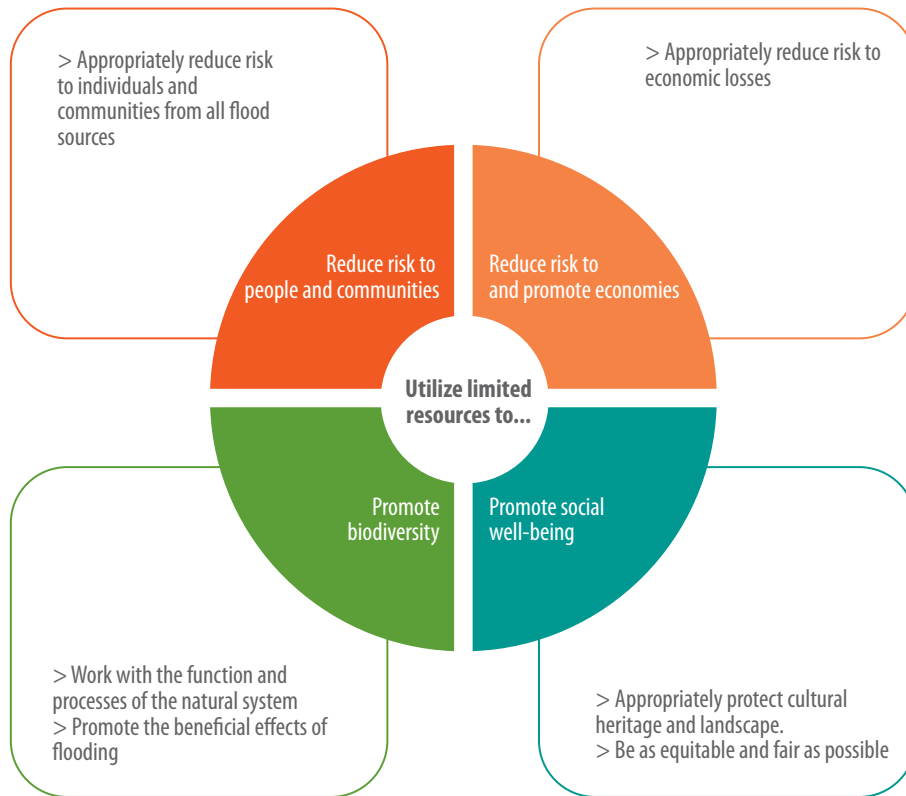 > Appropriately reduce risk
to individuals and
communities from all flood
sources
> Appropriately reduce risk to
economic losses
Reduce risk to
people and communities
Reduce risk to
and promote economies
Utilize limited
resources to...
Promote
biodiversity
Promote social
well-being
> Work with the function and
processes of the natural system
> Promote the beneficial effects of
flooding
> Appropriately protect cultural
heritage and landscape.
> Be as equitable and fair as possible